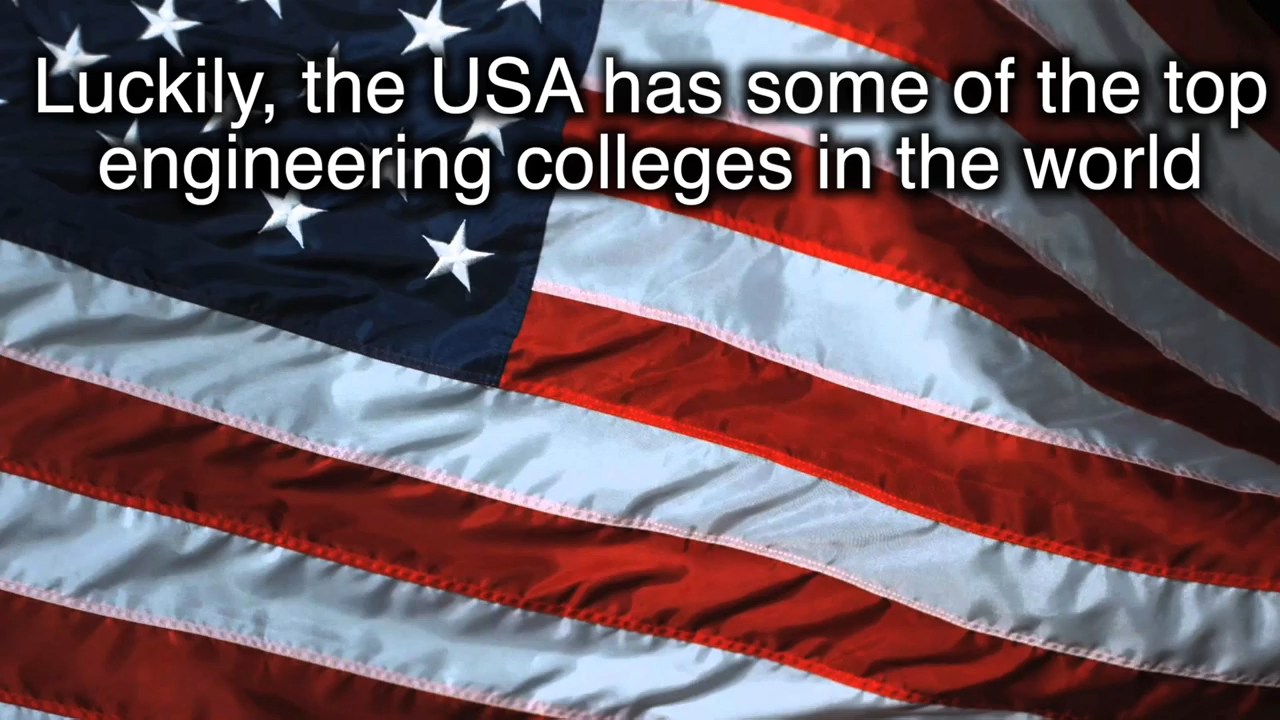 Luckily, the USA has some of the top
engineering colleges in the world